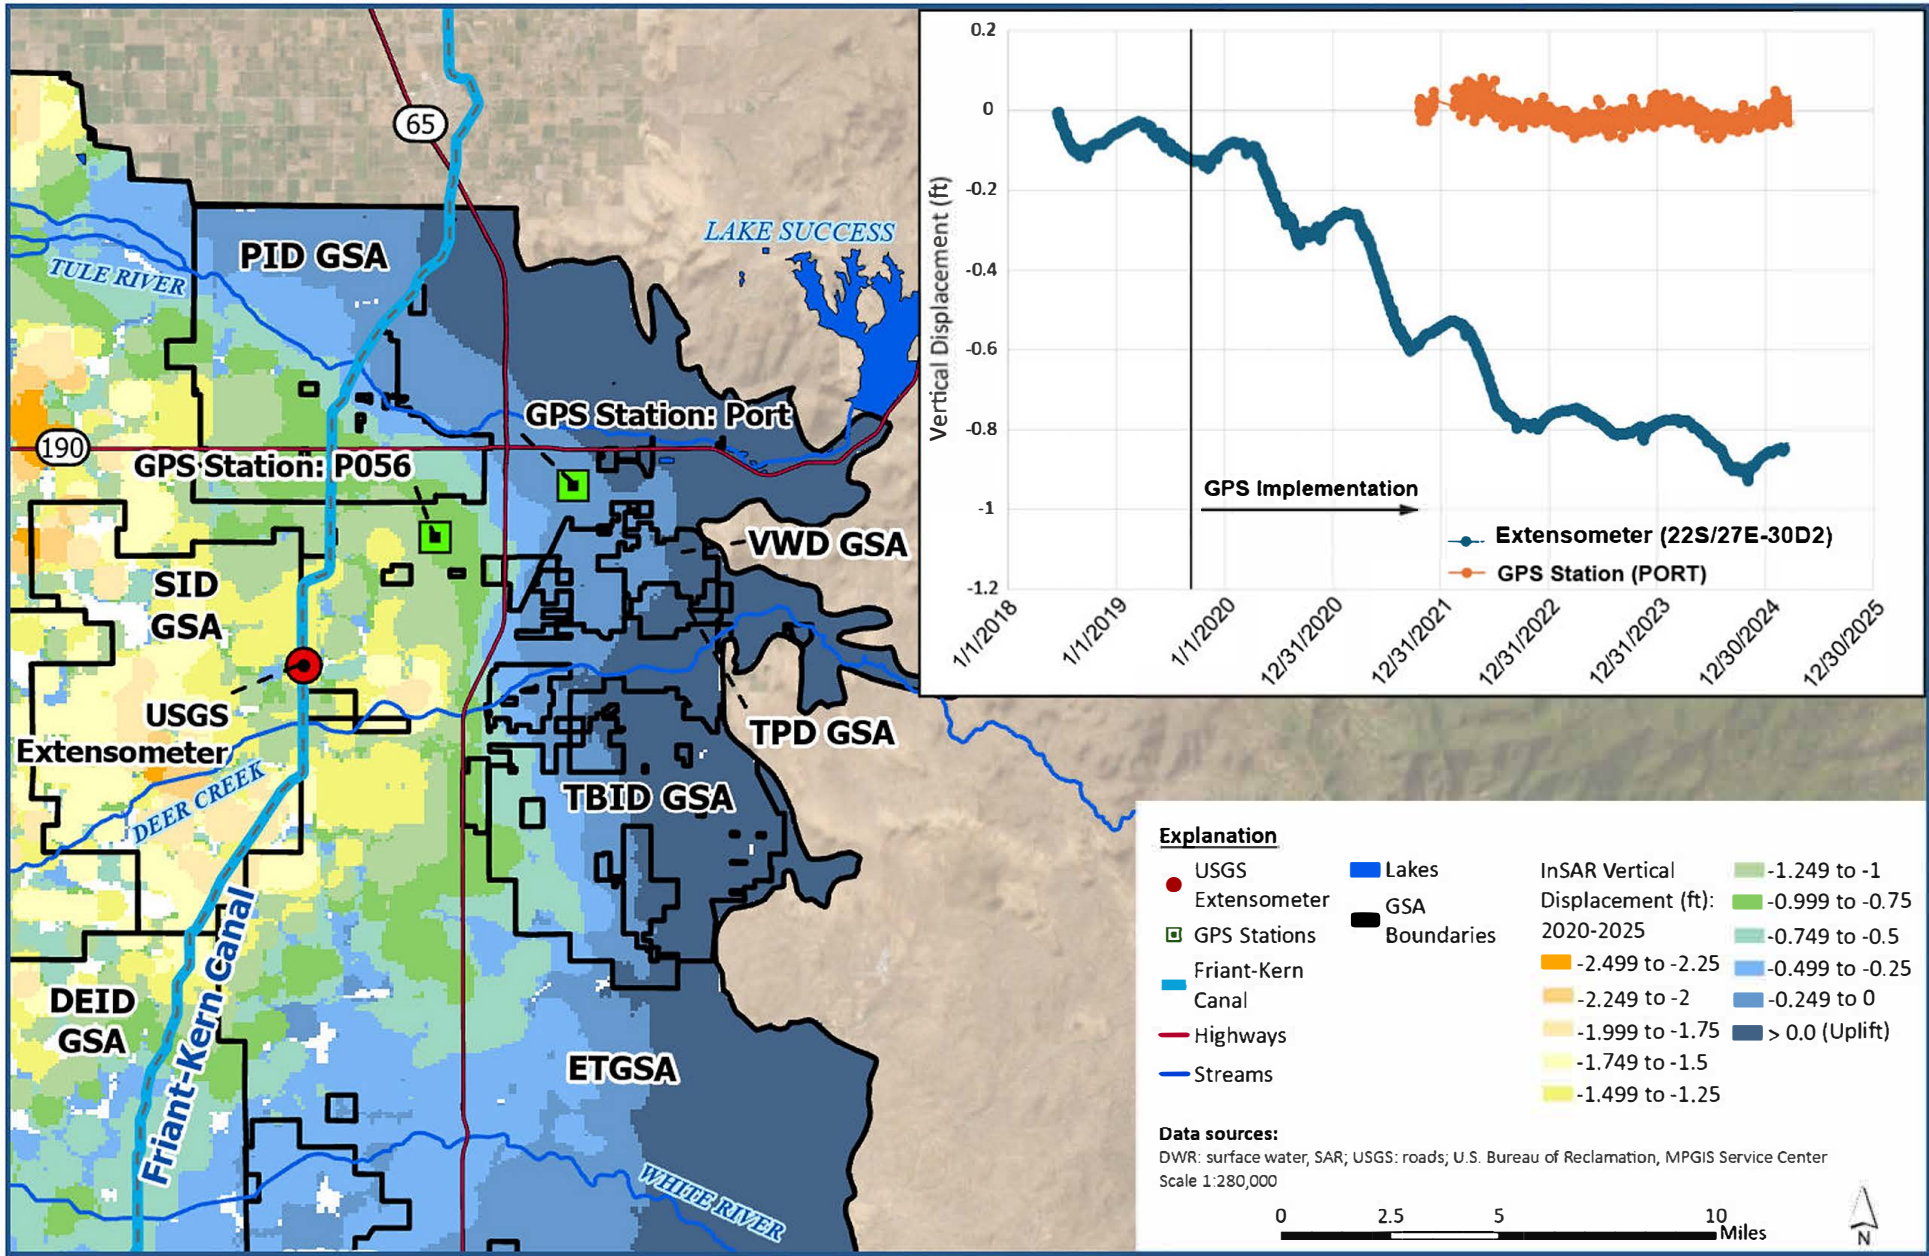 65
PID GSA
TULE RIVER
LAKE SUCCESS
190
GPS Station: Port
GPS Station: P056
VWD GSA
SID
GSA
USGS
Extensometer
DEER CREEK
TPD GSA
TBID GSA
DEID
GSA
Friant-Kern Canal
ETGSA
WHITE RIVER
Vertical Displacement (ft)
0.2
0
-0.2
-0.4
-0.6
-0.8
-1
-1.2
GPS Implementation
Extensometer (22S/27E-30D2)
GPS Station (PORT)
1/1/2018
1/1/2019
1/1/2020
12/31/2020
12/31/2021
12/31/2022
12/31/2023
12/30/2024
12/30/2025
Explanation
USGS
Extensometer
GPS Stations
Friant-Kern
Canal
Highways
Streams
Lakes
GSA
Boundaries
InSAR Vertical
Displacement (ft):
2020-2025
-2.499 to -2.25
-2.249 to -2
-1.999 to -1.75
-1.749 to -1.5
-1.499 to -1.25
-1.249 to -1
-0.999 to -0.75
-0.749 to -0.5
-0.499 to -0.25
-0.249 to 0
> 0.0 (Uplift)
Data sources:
DWR: surface water, SAR; USGS: roads; U.S. Bureau of Reclamation, MPGIS Service Center
Scale 1:280,000
0 2.5 5 10
Miles
N